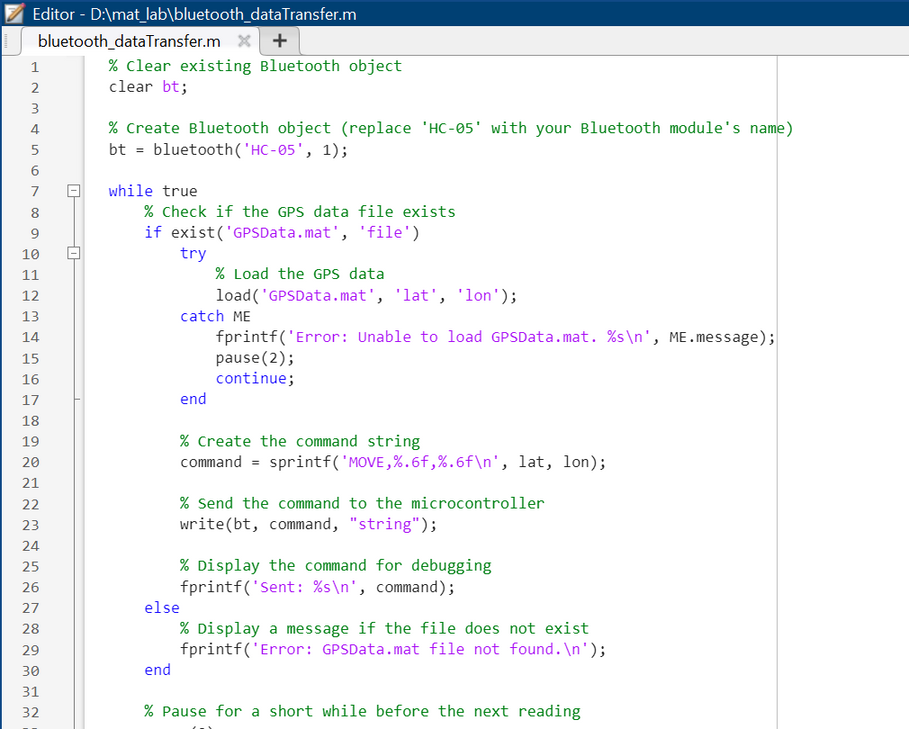 Editor - D:\mat_lab\bluetooth_dataTransfer.m
bluetooth_dataTransfer.m
1 % Clear existing Bluetooth object
2 clear bt;
3
4 % Create Bluetooth object (replace 'HC-05' with your Bluetooth module's name)
5 bt = bluetooth('HC-05', 1);
6
7 while true
8 % Check if the GPS data file exists
9 if exist('GPSData.mat', 'file')
10 try
11 % Load the GPS data
12 load('GPSData.mat', 'lat', 'lon');
13 catch ME
14 fprintf('Error: Unable to load GPSData.mat. %s\n', ME.message);
15 pause(2);
16 continue;
17 end
18
19 % Create the command string
20 command = sprintf('MOVE,%.6f,%.6f\n', lat, lon);
21
22 % Send the command to the microcontroller
23 write(bt, command, "string");
24
25 % Display the command for debugging
26 fprintf('Sent: %s\n', command);
27 else
28 % Display a message if the file does not exist
29 fprintf('Error: GPSData.mat file not found.\n');
30 end
31
32 % Pause for a short while before the next reading